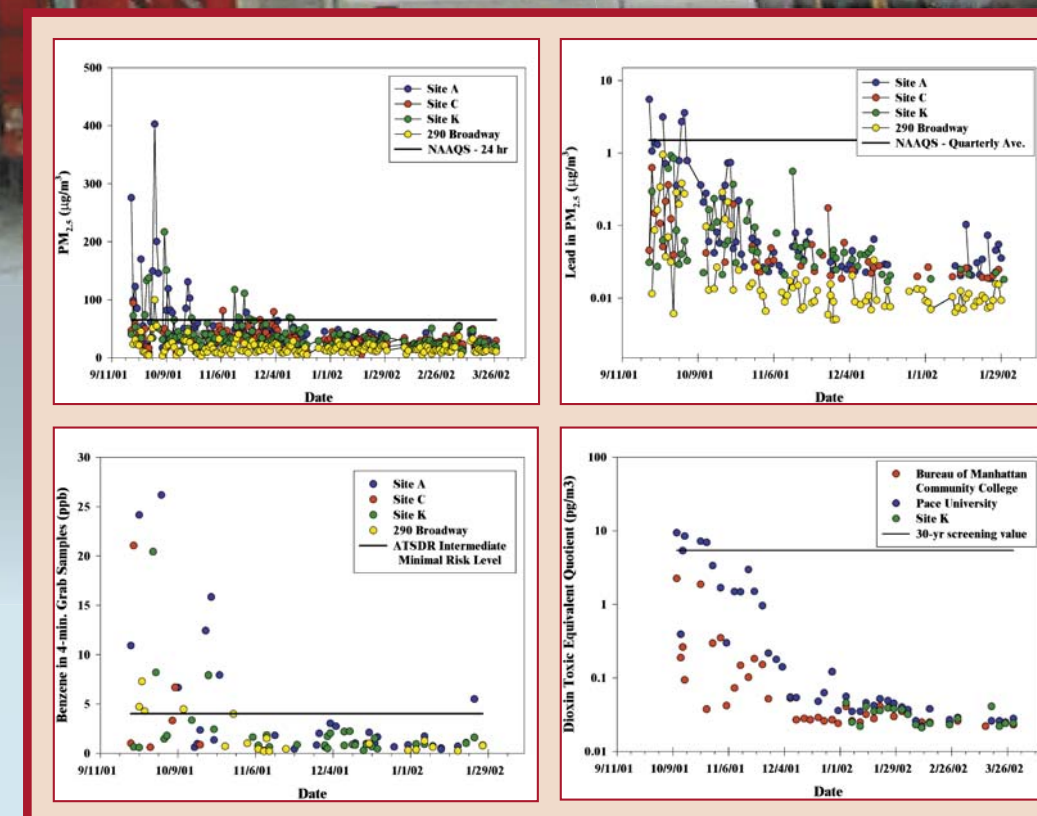 500
400
300
200
100
0
PM2.5 (µg/m3)
Site A
Site C
Site K
290 Broadway
NAAQS - 24 hr
9/11/01 10/9/01 11/6/01 12/4/01 1/1/02 1/29/02 2/26/02 3/26/02
Date
10
1
0.1
0.01
Lead in PM2.5 (µg/m3)
Site A
Site C
Site K
290 Broadway
NAAQS - Quarterly Ave.
9/11/01 10/9/01 11/6/01 12/4/01 1/1/02 1/29/02
Date
30
25
20
15
10
5
0
Benzene in 4-min. Grab Samples (ppb)
Site A
Site C
Site K
290 Broadway
ATSDR Intermediate
Minimal Risk Level
9/11/01 10/9/01 11/6/01 12/4/01 1/1/02 1/29/02
Date
100
10
1
0.1
0.01
Dioxin Toxic Equivalent Quotient (pg/m3)
Bureau of Manhattan
Community College
Pace University
Site K
30-yr screening value
9/11/01 10/9/01 11/6/01 12/4/01 1/1/02 1/29/02 2/26/02 3/26/02
Date